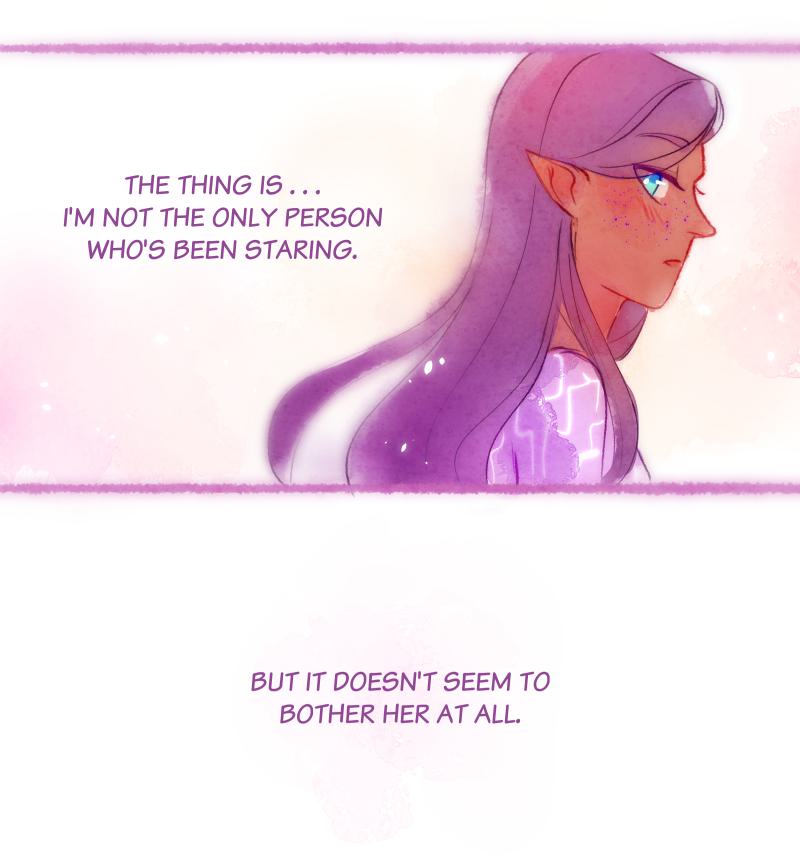 THE THING IS . . .
I'M NOT THE ONLY PERSON
WHO'S BEEN STARING.
BUT IT DOESN'T SEEM TO
BOTHER HER AT ALL.